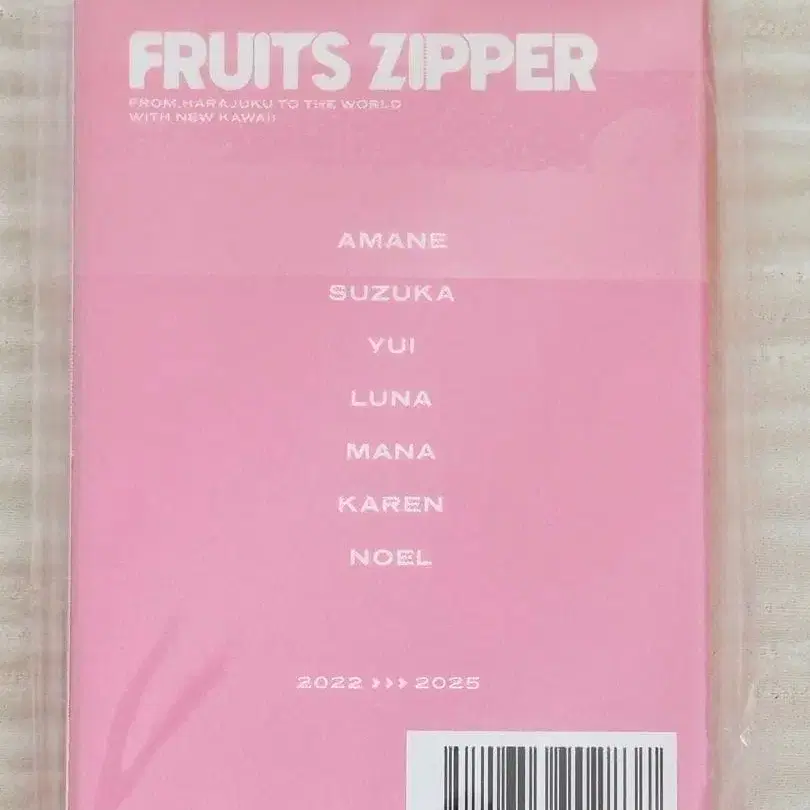 FRUITS ZIPPER
FROM HARAJUKU TO THE WORLD
WITH NEW KAWAII
AMANE
SUZUKA
YUI
LUNA
MANA
KAREN
NOEL
2022 >>> 2025